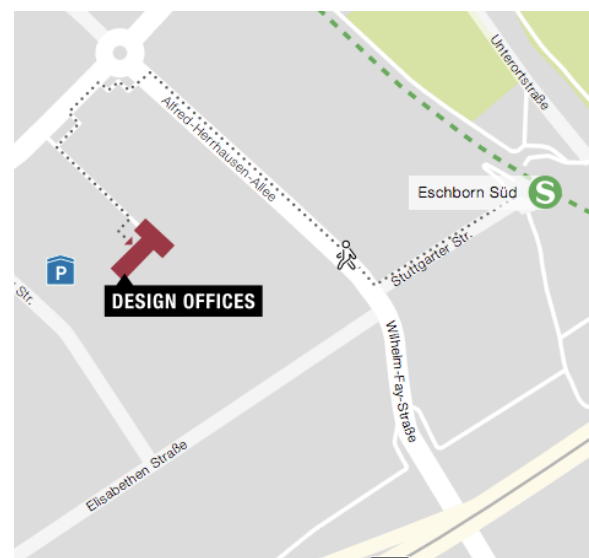 Unterortstraße
Alfred-Herrhausen-Allee
Eschborn Süd
S
Stuttgarter Str.
P
DESIGN OFFICES
Str.
Wilhelm-Fay-Straße
Elisabethen Straße